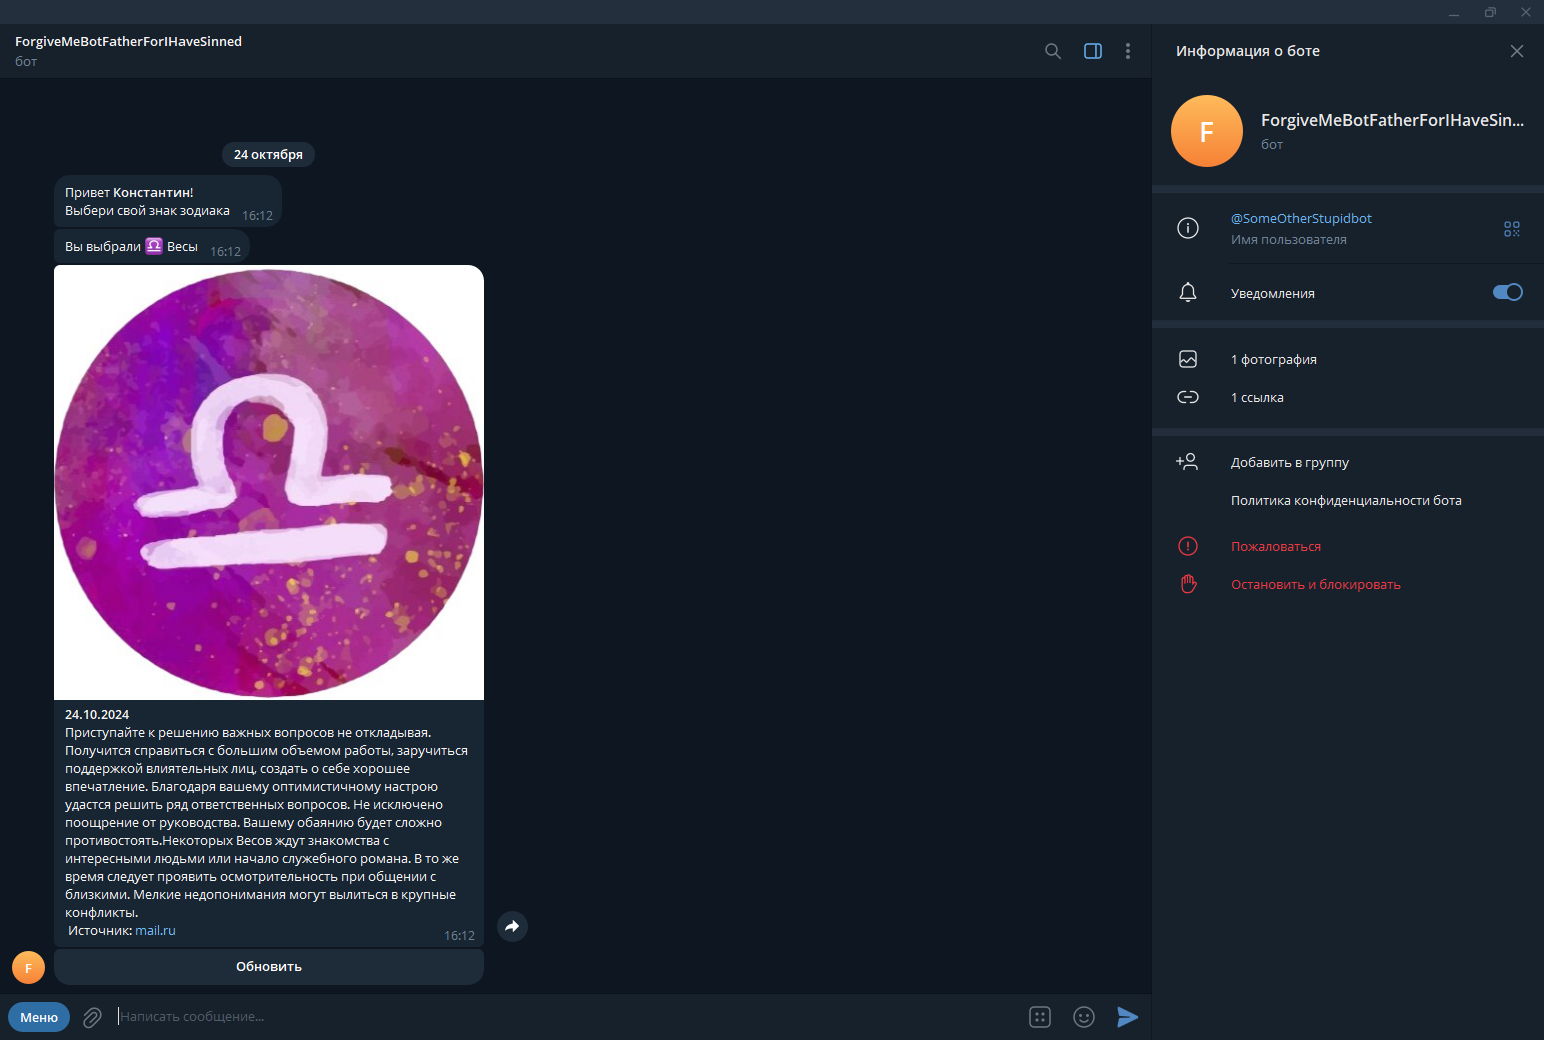 ForgiveMeBotFatherForIHaveSinned
бот
24 октября
Привет Константин!
Выбери свой знак зодиака 16:12
Вы выбрали ♎ Весы 16:12
24.10.2024
Приступайте к решению важных вопросов не откладывая.
Получится справиться с большим объемом работы, заручиться
поддержкой влиятельных лиц, создать о себе хорошее
впечатление. Благодаря вашему оптимистичному настрою
удастся решить ряд ответственных вопросов. Не исключено
поощрение от руководства. Вашему обаянию будет сложно
противостоять.Некоторых Весов ждут знакомства с
интересными людьми или начало служебного романа. В то же
время следует проявить осмотрительность при общении с
близкими. Мелкие недопонимания могут вылиться в крупные
конфликты.
Источник: mail.ru
16:12
F
Обновить
Меню
Написать сообщение...
Информация о боте
F
ForgiveMeBotFatherForIHaveSin...
бот
@SomeOtherStupidbot
Имя пользователя
Уведомления
1 фотография
1 ссылка
Добавить в группу
Политика конфиденциальности бота
Пожаловаться
Остановить и блокировать